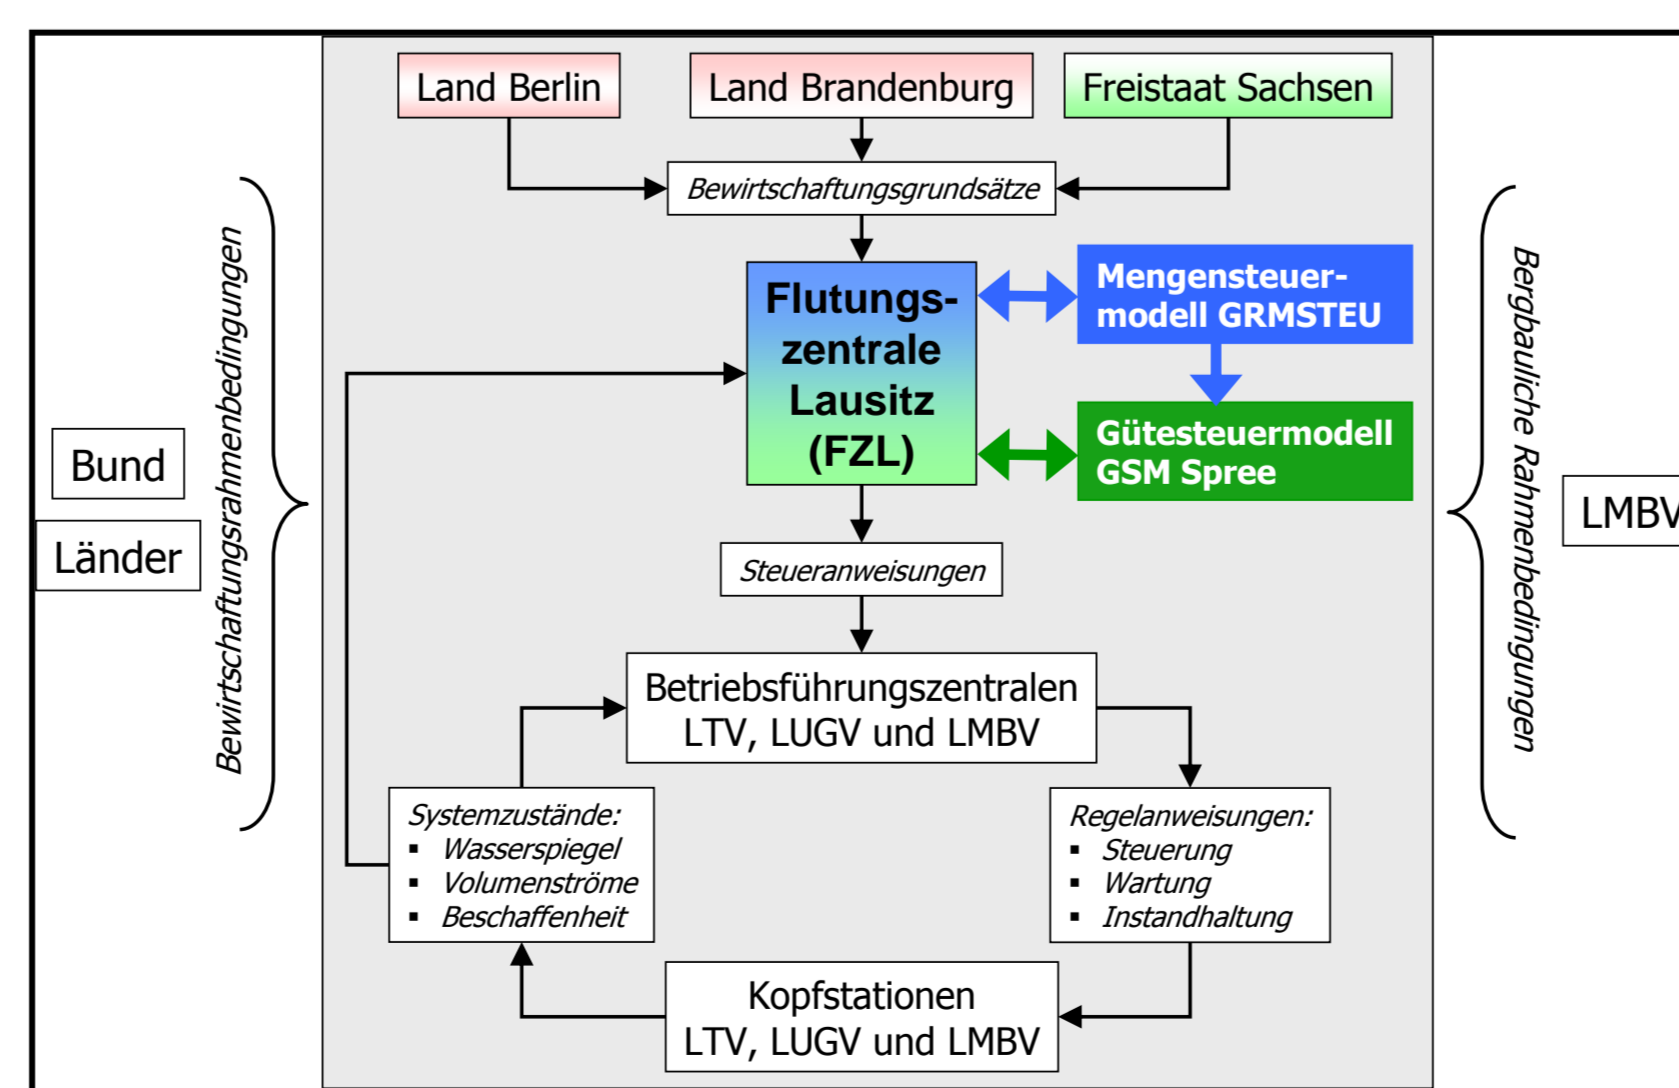 Land Berlin
Land Brandenburg
Freistaat Sachsen
Bewirtschaftungsgrundsätze
Flutungs-
zentrale
Lausitz
(FZL)
Mengensteuer-
modell GRMSTEU
Gütesteuermodell
GSM Spree
Bund
Länder
Bewirtschaftungsrahmenbedingungen
Bergbauliche Rahmenbedingungen
LMBV
Steueranweisungen
Betriebsführungszentralen
LTV, LUGV und LMBV
Systemzustände:
▪ Wasserspiegel
▪ Volumenströme
▪ Beschaffenheit
Regelanweisungen:
▪ Steuerung
▪ Wartung
▪ Instandhaltung
Kopfstationen
LTV, LUGV und LMBV